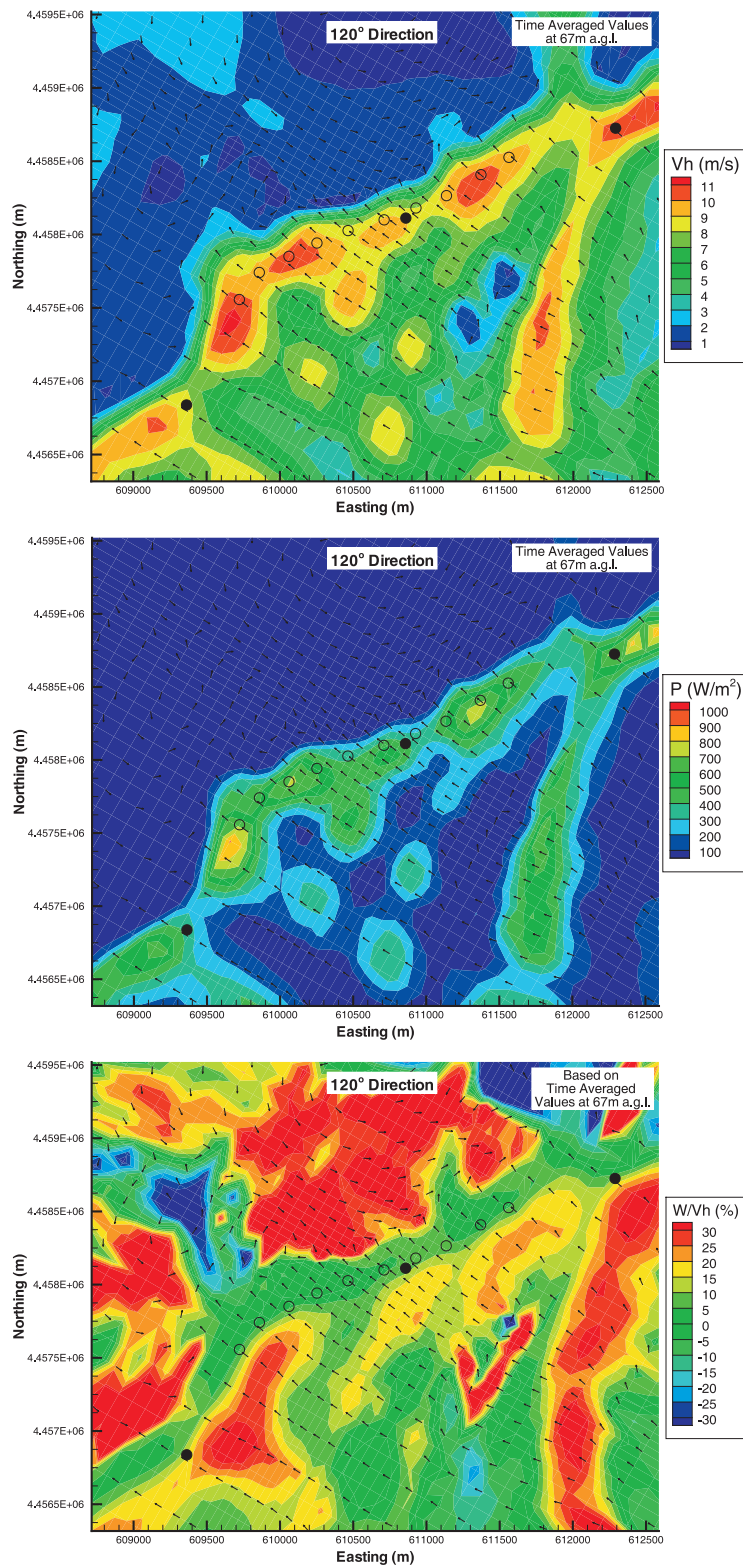 120° Direction
Time Averaged Values
at 67m a.g.l.
4.4595E+06
4.459E+06
4.4585E+06
4.458E+06
4.4575E+06
4.457E+06
4.4565E+06
Northing (m)
609000
609500
610000
610500
611000
611500
612000
612500
Easting (m)
Vh (m/s)
11
10
9
8
7
6
5
4
3
2
1
120° Direction
Time Averaged Values
at 67m a.g.l.
4.4595E+06
4.459E+06
4.4585E+06
4.458E+06
4.4575E+06
4.457E+06
4.4565E+06
Northing (m)
609000
609500
610000
610500
611000
611500
612000
612500
Easting (m)
P (W/m²)
1000
900
800
700
600
500
400
300
200
100
120° Direction
Based on
Time Averaged
Values at 67m a.g.l.
4.4595E+06
4.459E+06
4.4585E+06
4.458E+06
4.4575E+06
4.457E+06
4.4565E+06
Northing (m)
609000
609500
610000
610500
611000
611500
612000
612500
Easting (m)
W/Vh (%)
30
25
20
15
10
5
0
-5
-10
-15
-20
-25
-30